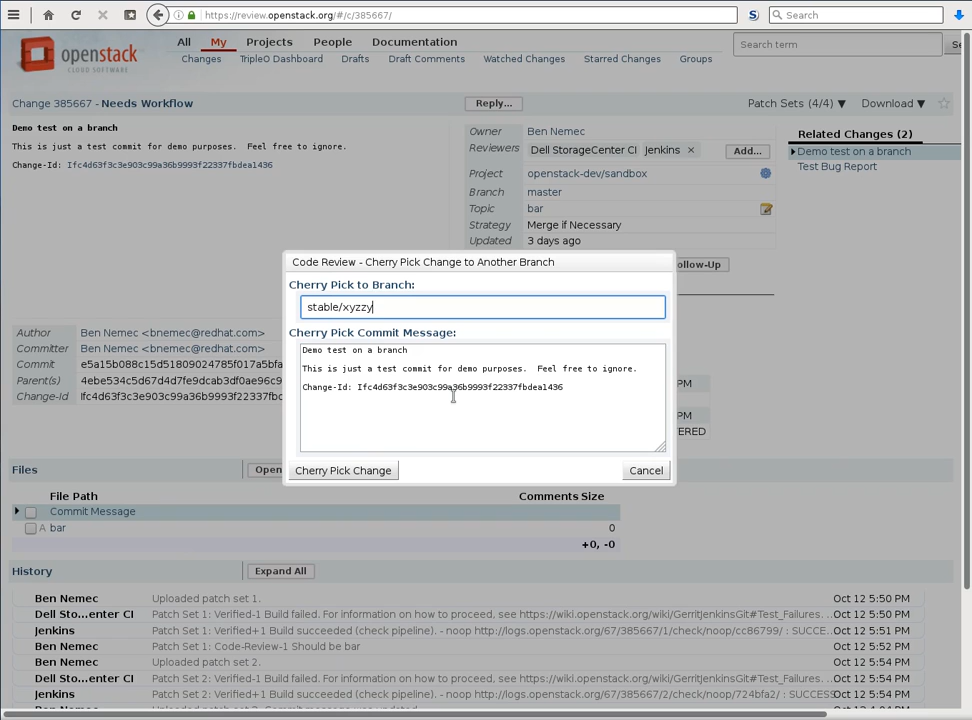 https://review.openstack.org/#/c/385667/
S
Search
openstack
CLOUD SOFTWARE
All My Projects People Documentation
Changes TripleO Dashboard Drafts Draft Comments Watched Changes Starred Changes Groups
Search term
Se
Change 385667 - Needs Workflow
Reply...
Patch Sets (4/4) ▼ Download ▼
Demo test on a branch
This is just a test commit for demo purposes.  Feel free to ignore.
Change-Id: Ifc4d63f3c3e903c99a36b9993f22337fbdea1436
Owner Ben Nemec
Reviewers Dell StorageCenter CI Jenkins × Add...
Project openstack-dev/sandbox
Branch master
Topic bar
Strategy Merge if Necessary
Updated 3 days ago
Related Changes (2)
Demo test on a branch
Test Bug Report
ollow-Up
Code Review - Cherry Pick Change to Another Branch
Cherry Pick to Branch:
stable/xyzzy
Cherry Pick Commit Message:
Demo test on a branch
This is just a test commit for demo purposes.  Feel free to ignore.
Change-Id: Ifc4d63f3c3e903c99a36b9993f22337fbdea1436
Cherry Pick Change
Cancel
Author Ben Nemec <bnemec@redhat.com>
Committer Ben Nemec <bnemec@redhat.com>
Commit e5a15b088c15d51809024785f017a5bfa
Parent(s) 4ebe534c5d67d4d7fe9dcab3df0ae96c9
Change-Id Ifc4d63f3c3e903c99a36b9993f22337fbd
PM
PM
ERED
Files
Open
File Path Comments Size
Commit Message
A bar 0
+0, -0
History
Expand All
Ben Nemec Uploaded patch set 1. Oct 12 5:50 PM
Dell Sto...enter CI Patch Set 1: Verified-1 Build failed. For information on how to proceed, see https://wiki.openstack.org/wiki/GerritJenkinsGit#Test_Failures. .. Oct 12 5:50 PM
Jenkins Patch Set 1: Verified+1 Build succeeded (check pipeline). - noop http://logs.openstack.org/67/385667/1/check/noop/cc86799/ : SUCCE... Oct 12 5:51 PM
Ben Nemec Patch Set 1: Code-Review-1 Should be bar Oct 12 5:52 PM
Ben Nemec Uploaded patch set 2. Oct 12 5:54 PM
Dell Sto...enter CI Patch Set 2: Verified-1 Build failed. For information on how to proceed, see https://wiki.openstack.org/wiki/GerritJenkinsGit#Test_Failures. .. Oct 12 5:54 PM
Jenkins Patch Set 2: Verified+1 Build succeeded (check pipeline). - noop http://logs.openstack.org/67/385667/2/check/noop/724bfa2/ : SUCCESS Oct 12 5:54 PM